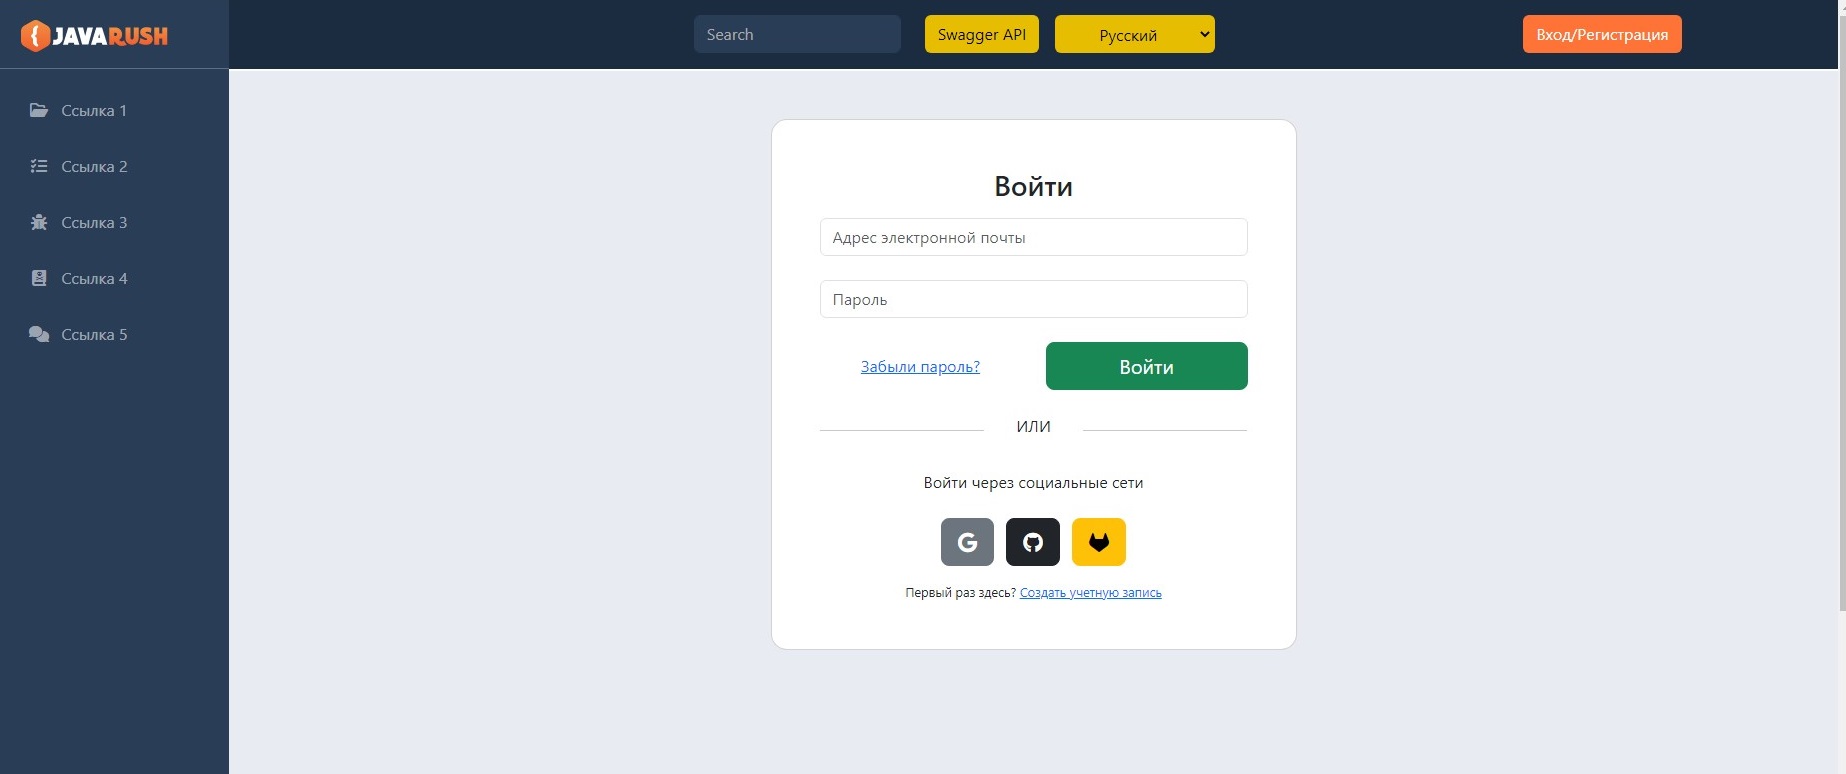 JAVARUSH
Search
Swagger API
Русский
Вход/Регистрация
Ссылка 1
Ссылка 2
Ссылка 3
Ссылка 4
Ссылка 5
Войти
Адрес электронной почты
Пароль
Забыли пароль?
Войти
ИЛИ
Войти через социальные сети
G
Первый раз здесь? Создать учетную запись